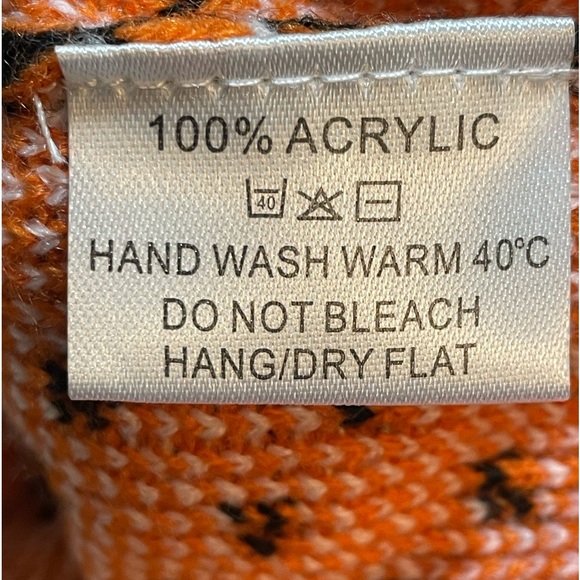 100% ACRYLIC
40
HAND WASH WARM 40°C
DO NOT BLEACH
HANG/DRY FLAT